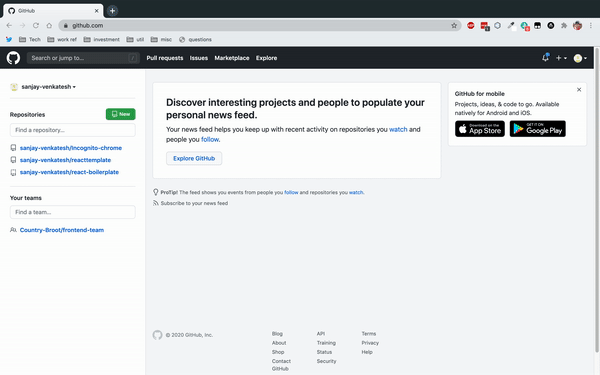 GitHub
github.com
Tech
work ref
investment
util
misc
questions
Search or jump to...
/
Pull requests
Issues
Marketplace
Explore
sanjay-venkatesh
Repositories
New
Find a repository...
sanjay-venkatesh/Incognito-chrome
sanjay-venkatesh/reacttemplate
sanjay-venkatesh/react-boilerplate
Your teams
Find a team...
Country-Broot/frontend-team
Discover interesting projects and people to populate your
personal news feed.
Your news feed helps you keep up with recent activity on repositories you watch and
people you follow.
Explore GitHub
ProTip! The feed shows you events from people you follow and repositories you watch.
Subscribe to your news feed
GitHub for mobile
Projects, ideas, & code to go. Available
natively for Android and iOS.
Download on the
App Store
GET IT ON
Google Play
© 2020 GitHub, Inc.
Blog
About
Shop
Contact
GitHub
API
Training
Status
Security
Terms
Privacy
Help